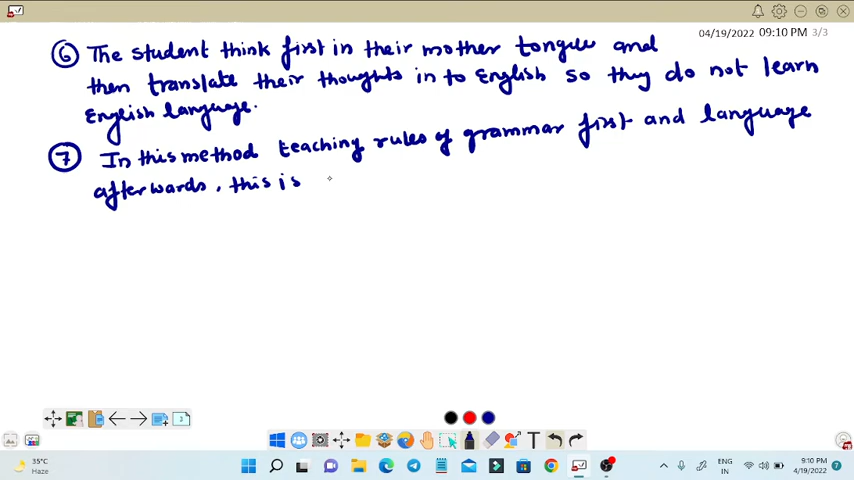 04/19/2022 09:10 PM 3/3
6 The student think first in their mother tongue and
then translate their thoughts in to English so they do not learn
English language.
7 In this method teaching rules of grammar first and language
afterwards. this is
3
T
35°C
Haze
ENG
IN
9:10 PM
4/19/2022
7